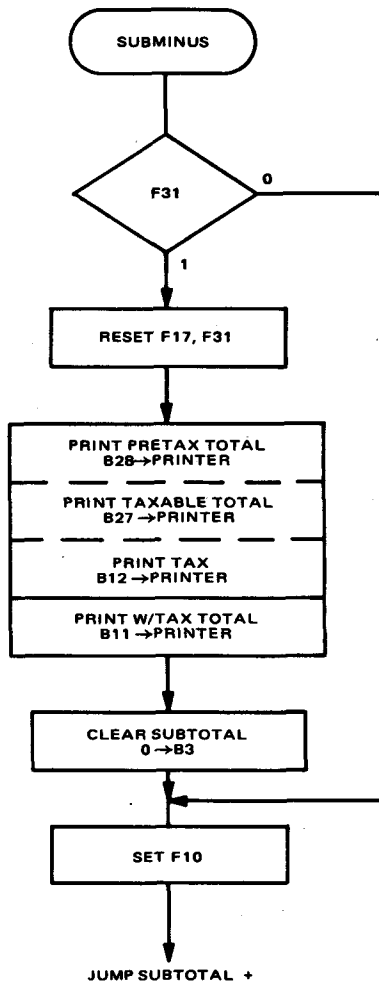 SUBMINUS
F31
0
1
RESET F17, F31
PRINT PRETAX TOTAL
B28→PRINTER
PRINT TAXABLE TOTAL
B27→PRINTER
PRINT TAX
B12→PRINTER
PRINT W/TAX TOTAL
B11→PRINTER
CLEAR SUBTOTAL
0→B3
SET F10
JUMP SUBTOTAL +